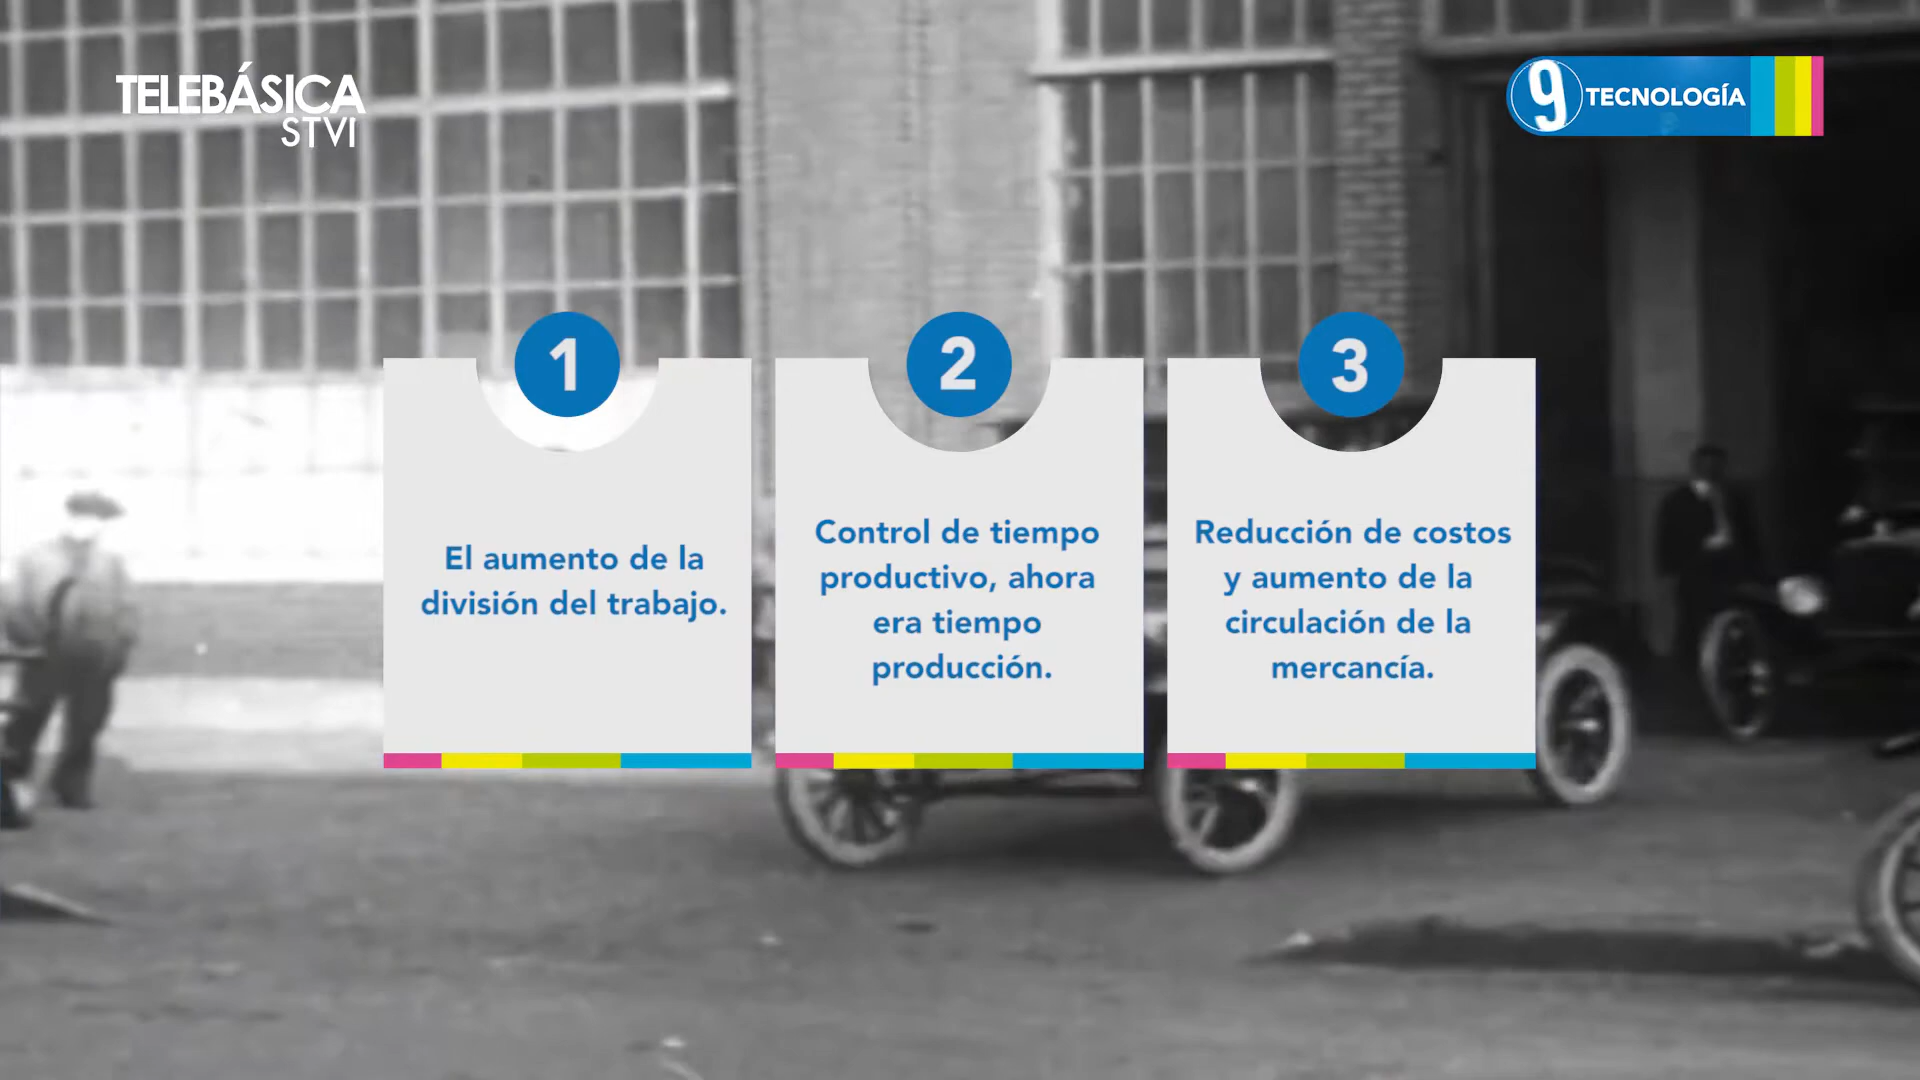 TELEBÁSICA
STVI
9 TECNOLOGÍA
1
El aumento de la
división del trabajo.
2
Control de tiempo
productivo, ahora
era tiempo
producción.
3
Reducción de costos
y aumento de la
circulación de la
mercancía.